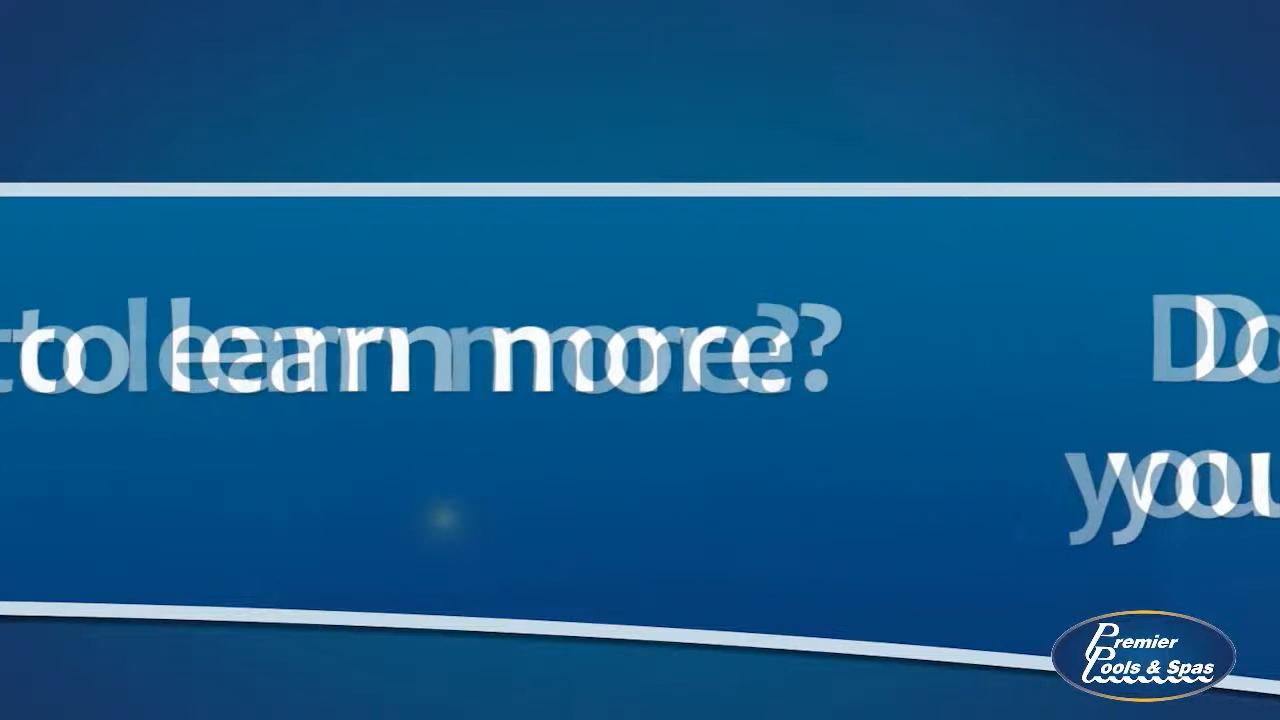 to learn more?
Do
you
Premier
Pools & Spas